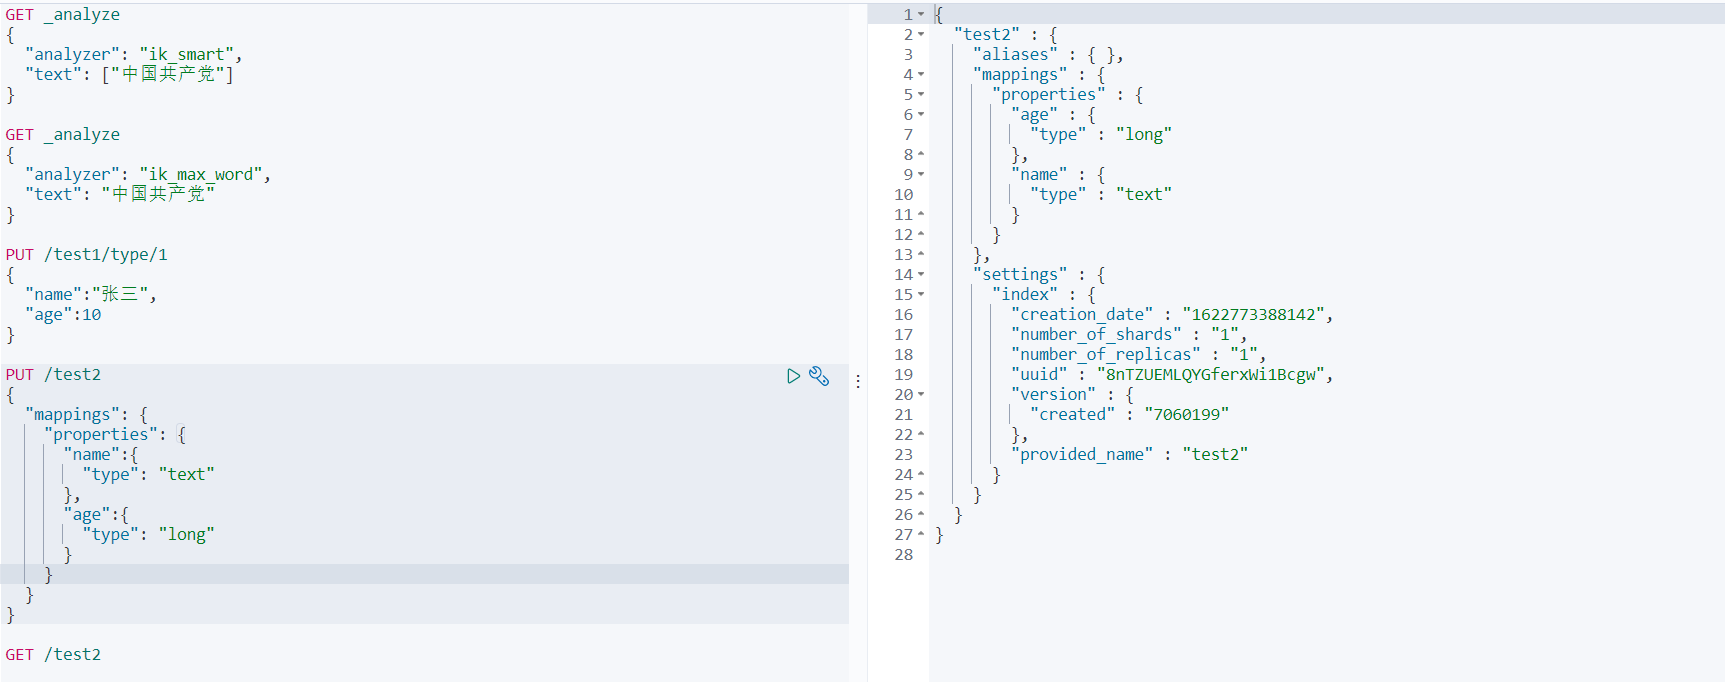 GET _analyze
{
  "analyzer": "ik_smart",
  "text": ["中国共产党"]
}
GET _analyze
{
  "analyzer": "ik_max_word",
  "text": "中国共产党"
}
PUT /test1/type/1
{
  "name":"张三",
  "age":10
}
PUT /test2
{
  "mappings": {
    "properties": {
      "name":{
        "type": "text"
      },
      "age":{
        "type": "long"
      }
    }
  }
}
GET /test2
1 {
2   "test2" : {
3     "aliases" : { },
4     "mappings" : {
5       "properties" : {
6         "age" : {
7           "type" : "long"
8         },
9         "name" : {
10           "type" : "text"
11         }
12       }
13     },
14     "settings" : {
15       "index" : {
16         "creation_date" : "1622773388142",
17         "number_of_shards" : "1",
18         "number_of_replicas" : "1",
19         "uuid" : "8nTZUEMLQYGferxWi1Bcgw",
20         "version" : {
21           "created" : "7060199"
22         },
23         "provided_name" : "test2"
24       }
25     }
26   }
27 }
28